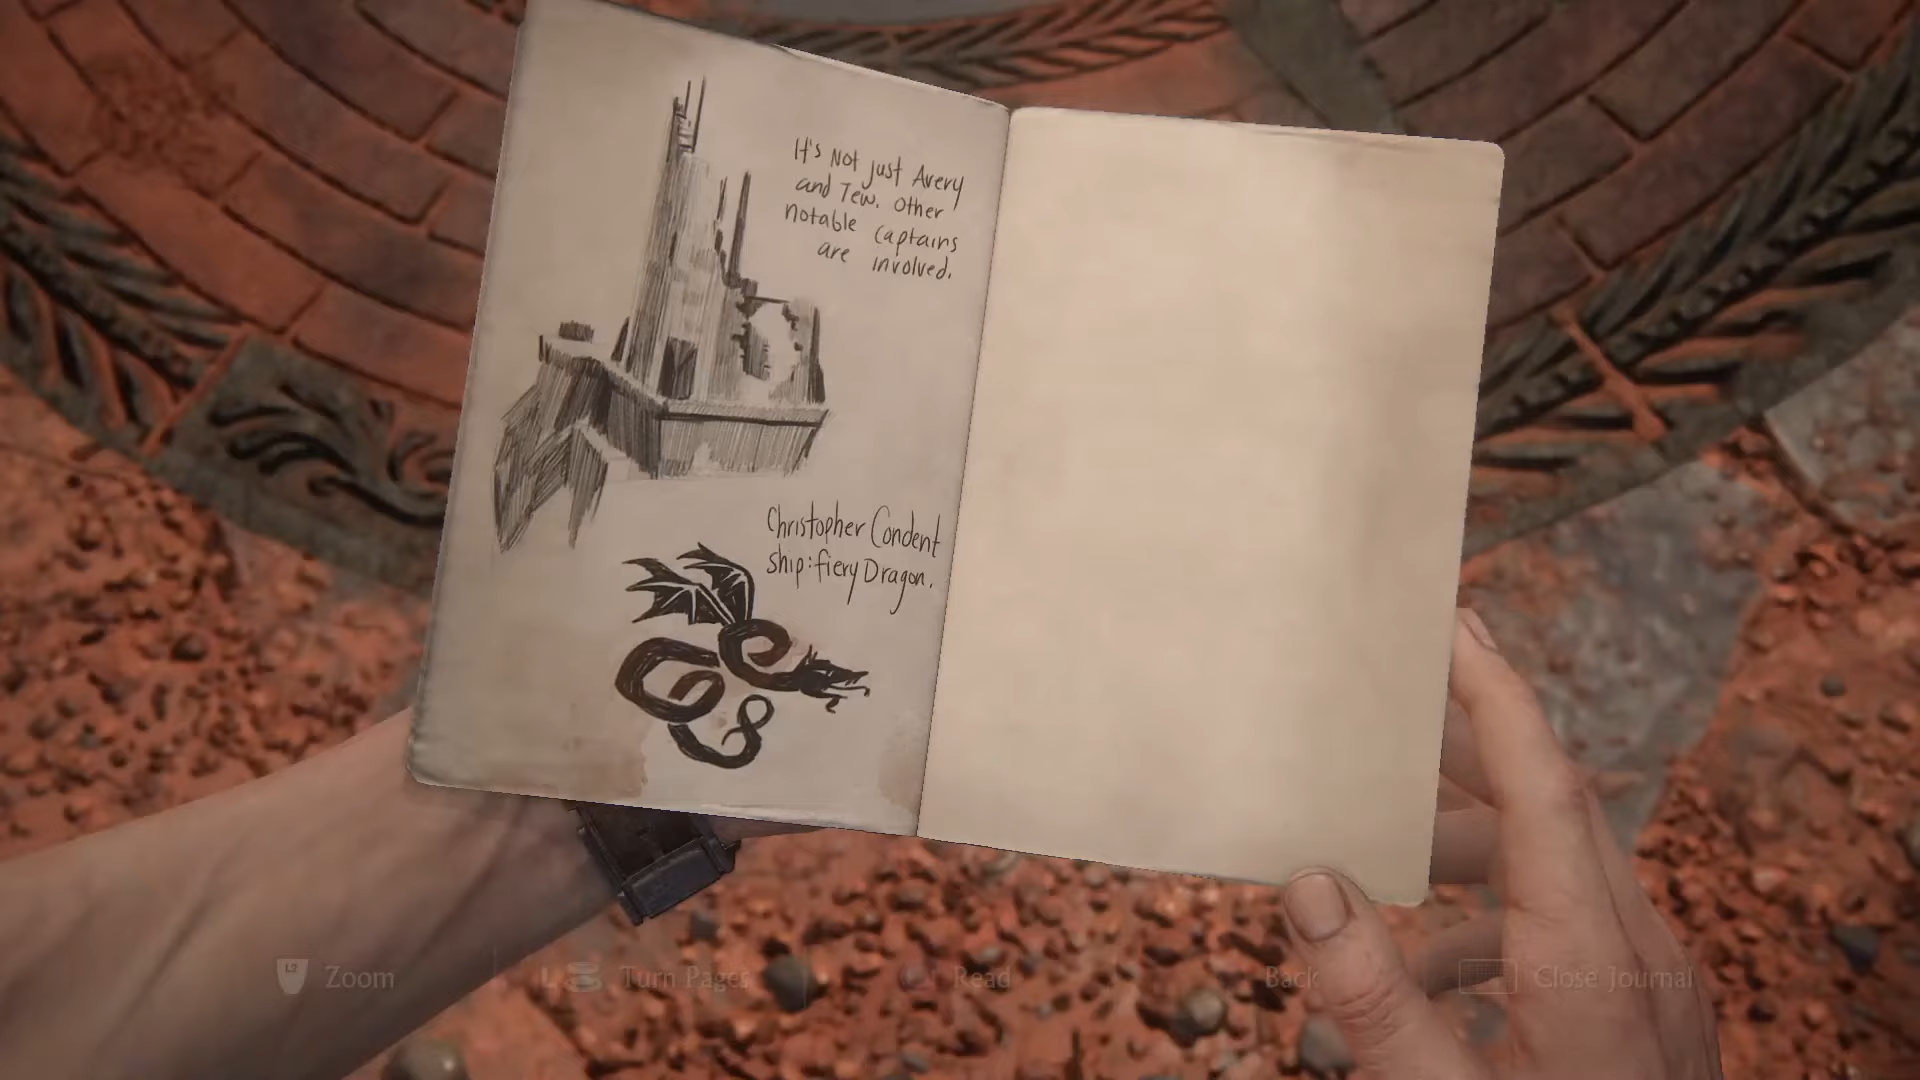 It's Not just Avery
and Tew. Other
notable captains
are involved.
Christopher Condent
ship: fiery Dragon.
L2
Zoom
L
Turn Pages
Read
Back
Close Journal